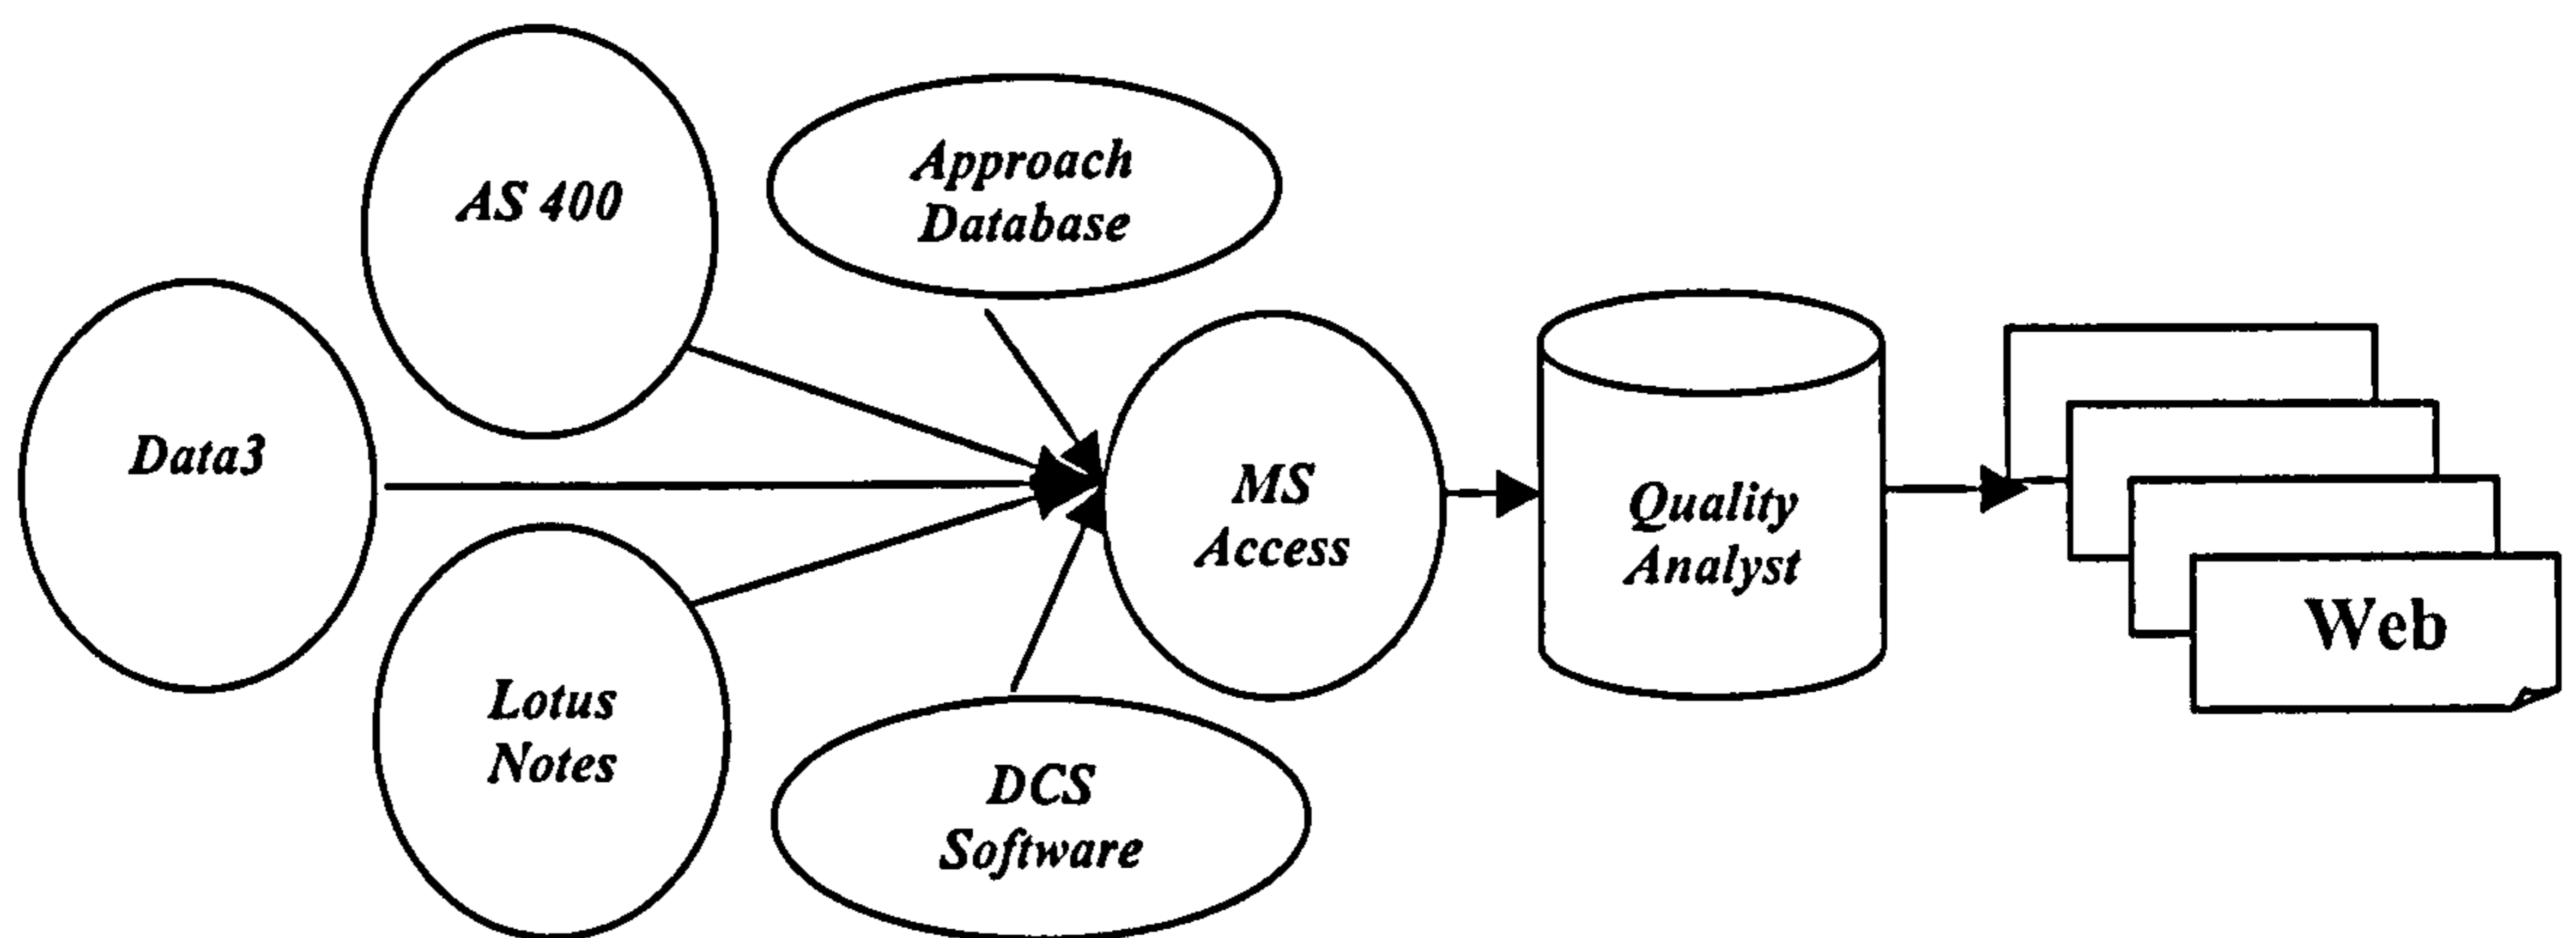 AS 400
Approach
Database
Data3
MS
Access
Quality
Analyst
Web
Lotus
Notes
DCS
Software